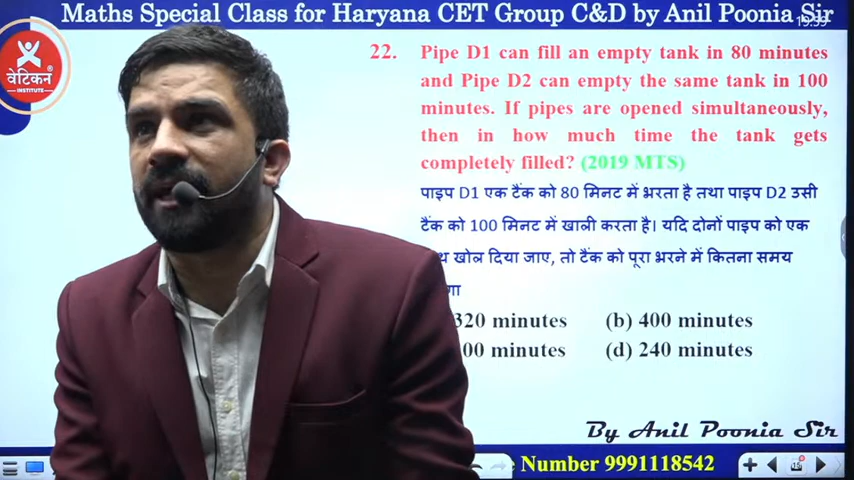 Maths Special Class for Haryana CET Group C&D by Anil Poonia Sir
वेटिकन
INSTITUTE
22. Pipe D1 can fill an empty tank in 80 minutes
and Pipe D2 can empty the same tank in 100
minutes. If pipes are opened simultaneously,
then in how much time the tank gets
completely filled? (2019 MTS)
पाइप D1 एक टैंक को 80 मिनट में भरता है तथा पाइप D2 उसी
टैंक को 100 मिनट में खाली करता है। यदि दोनों पाइप को एक
खोल दिया जाए, तो टैंक को पूरा भरने में कितना समय
320 minutes (b) 400 minutes
00 minutes (d) 240 minutes
By Anil Poonia Sir
Number 9991118542